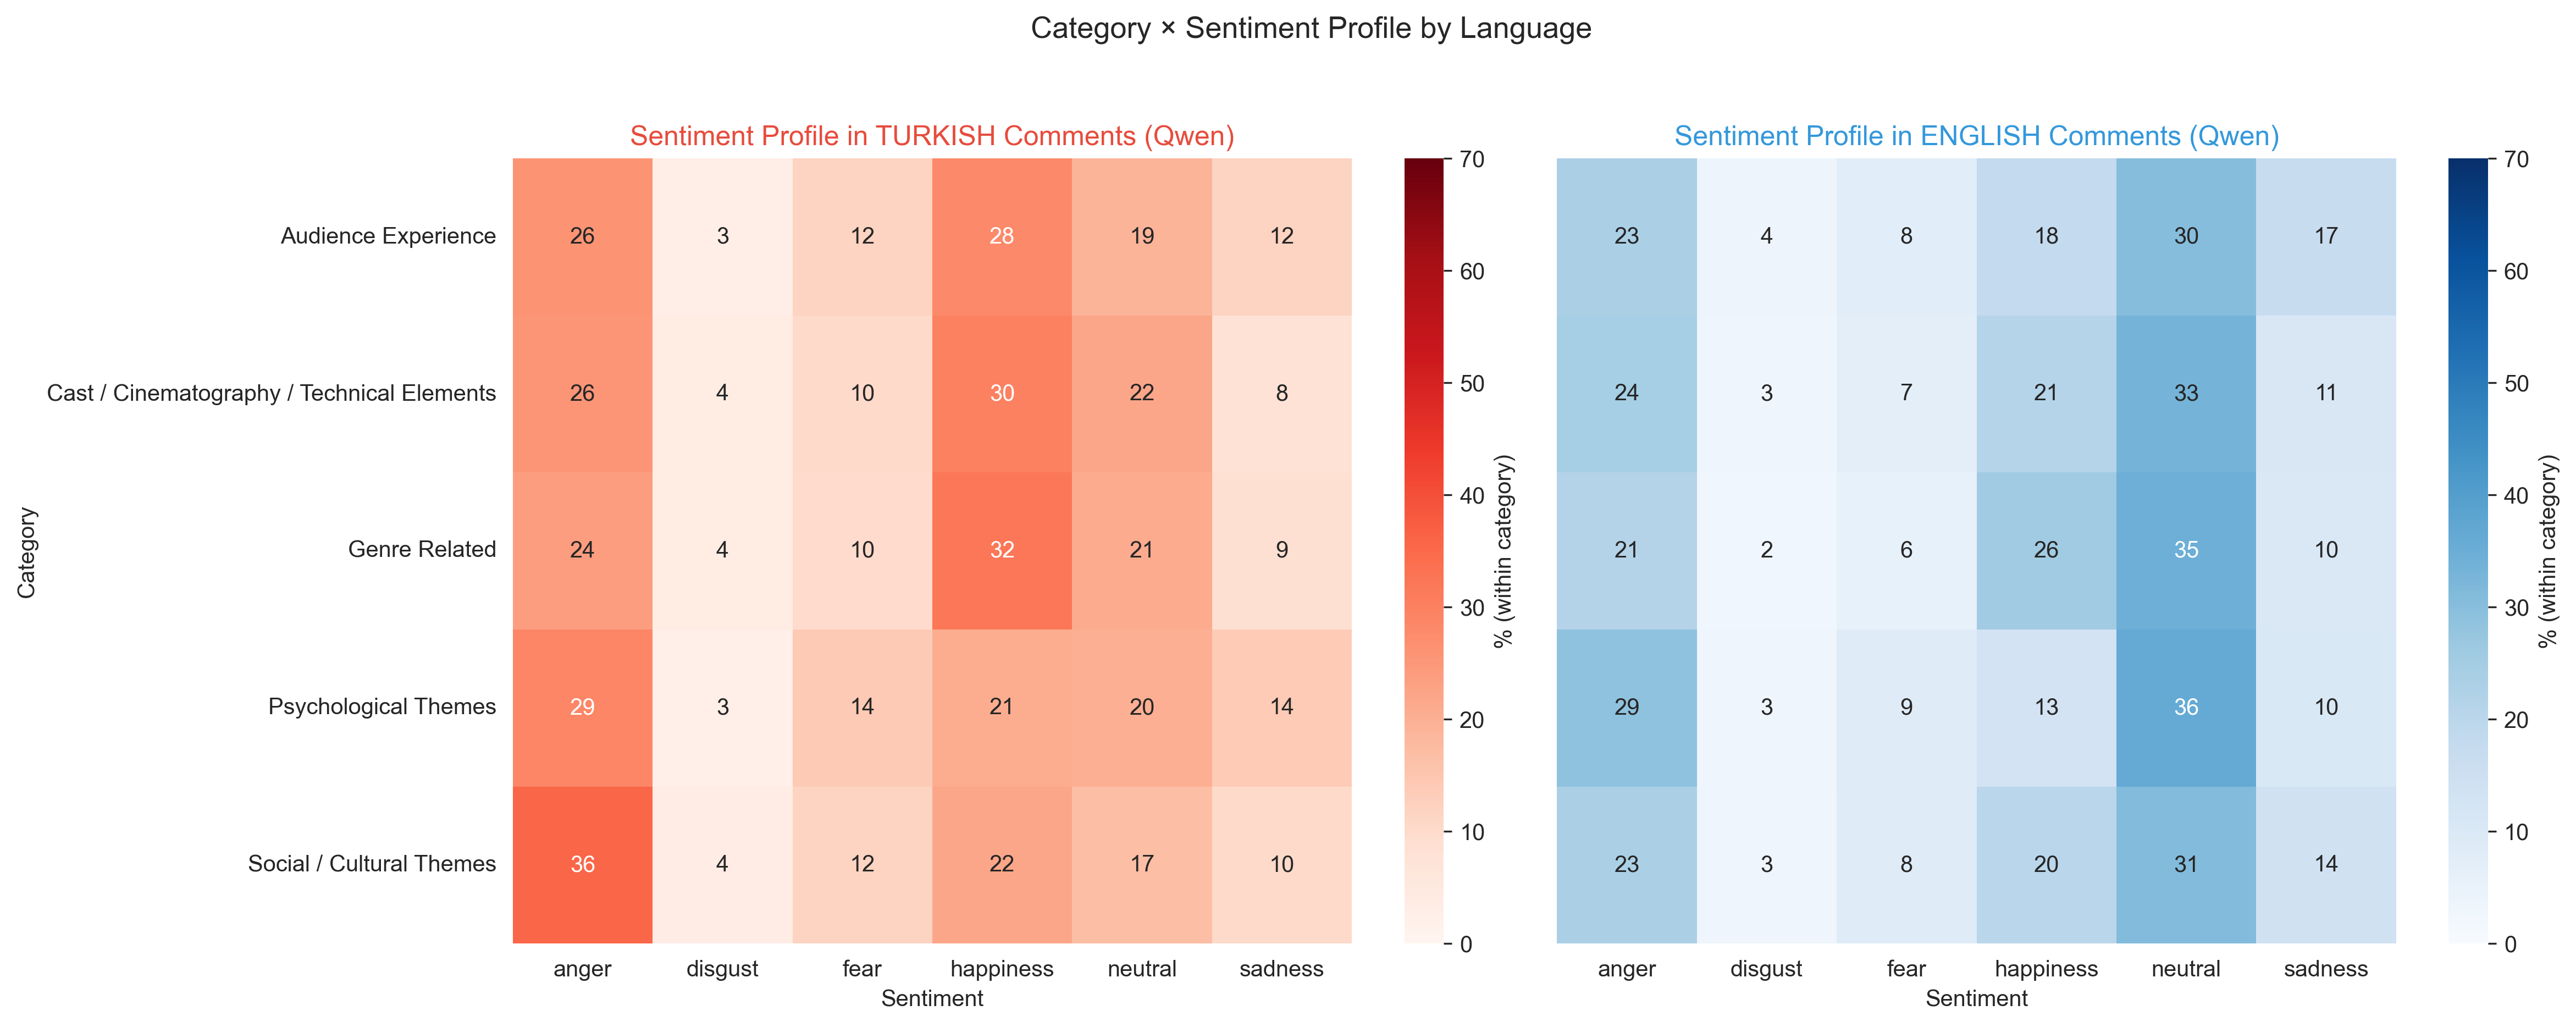 Category × Sentiment Profile by Language
Sentiment Profile in TURKISH Comments (Qwen)
Category
Audience Experience 26 3 12 28 19 12
Cast / Cinematography / Technical Elements 26 4 10 30 22 8
Genre Related 24 4 10 32 21 9
Psychological Themes 29 3 14 21 20 14
Social / Cultural Themes 36 4 12 22 17 10
anger disgust fear happiness neutral sadness
Sentiment
70
60
50
40
30
20
10
0
% (within category)
Sentiment Profile in ENGLISH Comments (Qwen)
23 4 8 18 30 17
24 3 7 21 33 11
21 2 6 26 35 10
29 3 9 13 36 10
23 3 8 20 31 14
anger disgust fear happiness neutral sadness
Sentiment
70
60
50
40
30
20
10
0
% (within category)